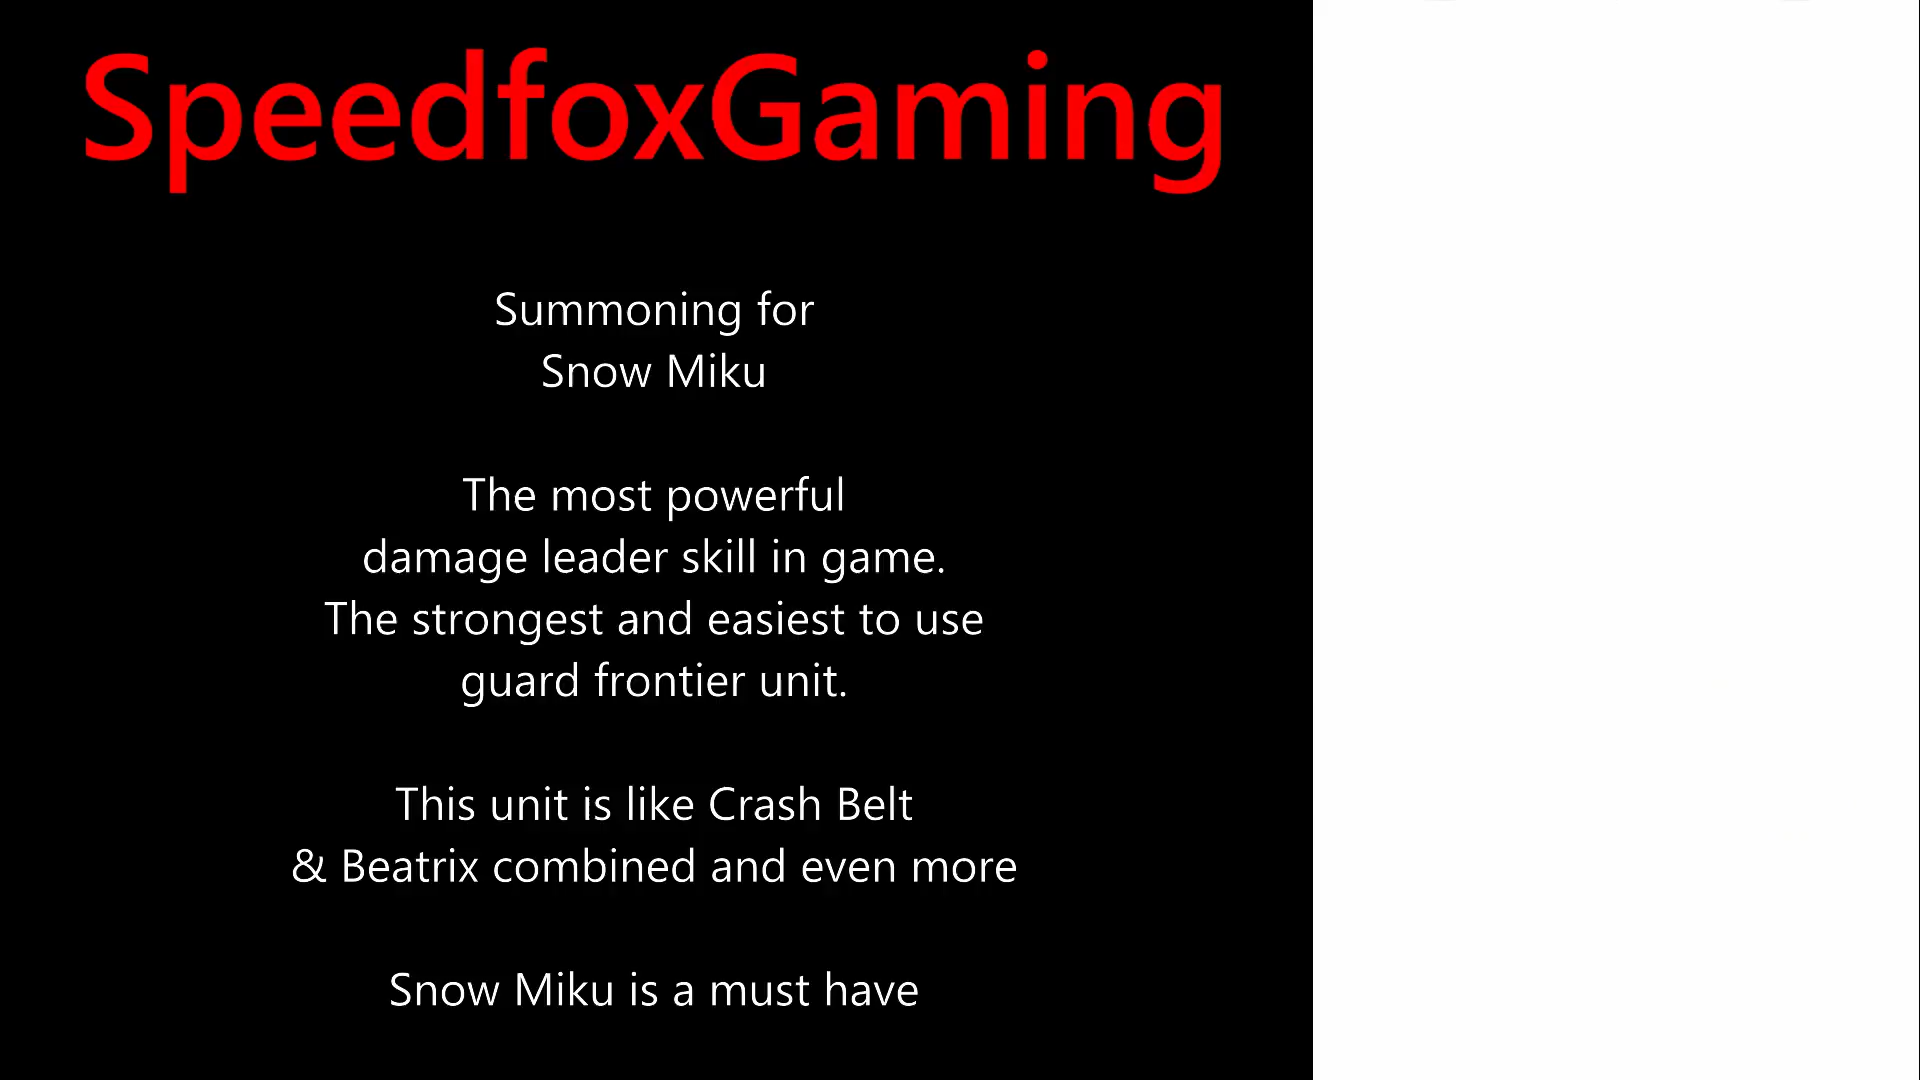 SpeedfoxGaming
Summoning for
Snow Miku
The most powerful
damage leader skill in game.
The strongest and easiest to use
guard frontier unit.
This unit is like Crash Belt
& Beatrix combined and even more
Snow Miku is a must have